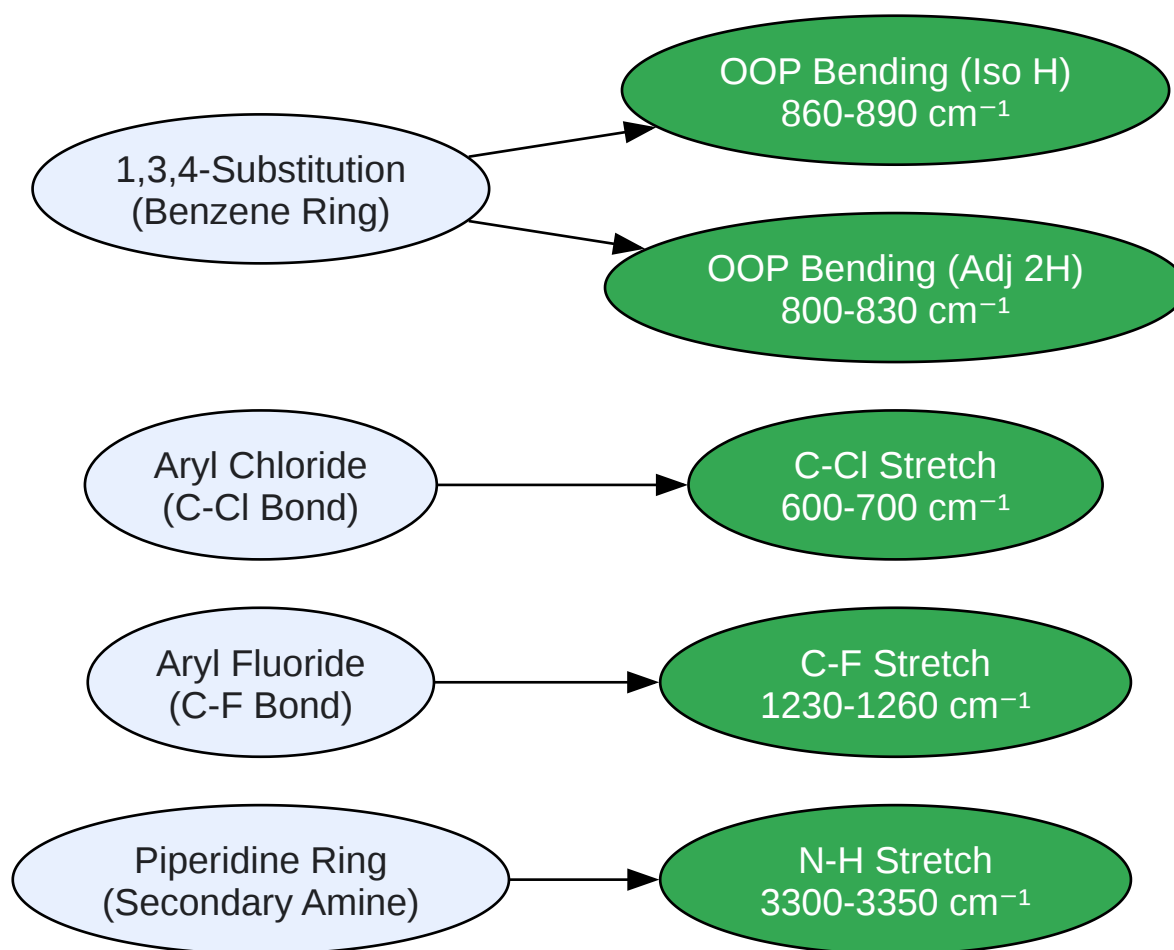 1,3,4-Substitution
(Benzene Ring)
OOP Bending (Iso H)
860-890 cm⁻¹
OOP Bending (Adj 2H)
800-830 cm⁻¹
Aryl Chloride
(C-Cl Bond)
C-Cl Stretch
600-700 cm⁻¹
Aryl Fluoride
(C-F Bond)
C-F Stretch
1230-1260 cm⁻¹
Piperidine Ring
(Secondary Amine)
N-H Stretch
3300-3350 cm⁻¹